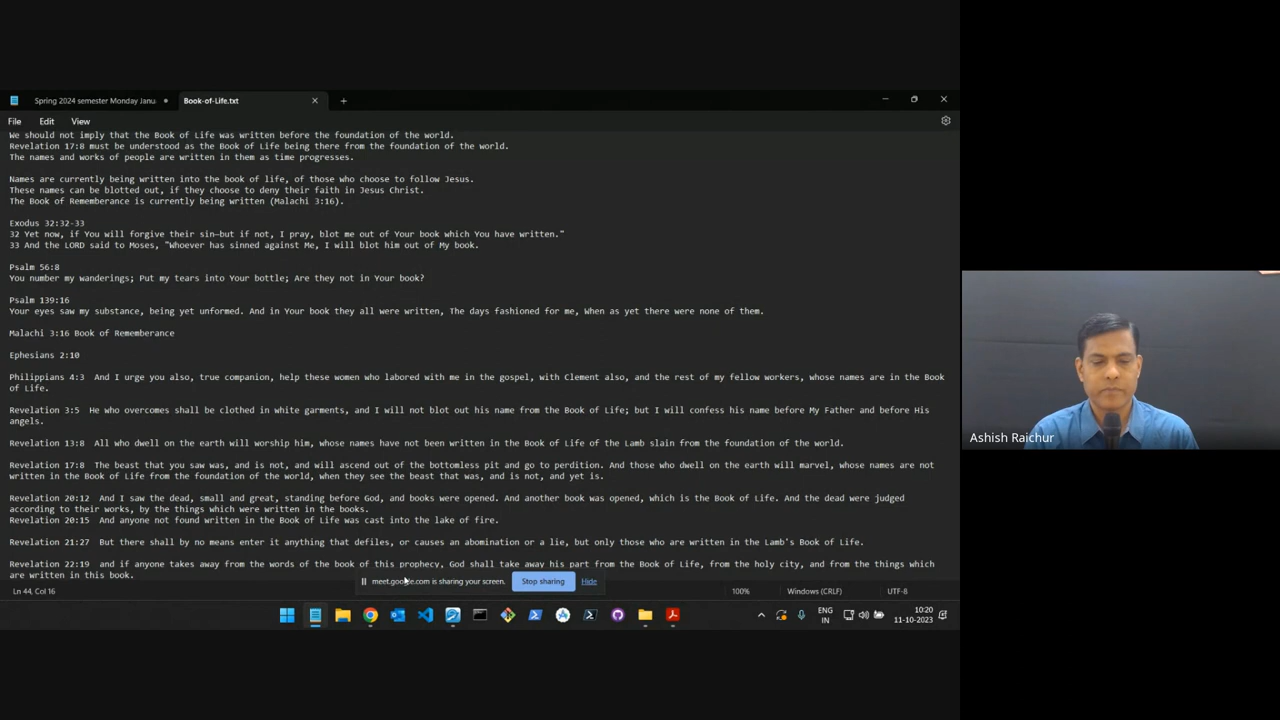 Spring 2024 semester Monday Janu
Book-of-Life.txt
File Edit View
We should not imply that the Book of Life was written before the foundation of the world.
Revelation 17:8 must be understood as the Book of Life being there from the foundation of the world.
The names and works of people are written in them as time progresses.
Names are currently being written into the book of life, of those who choose to follow Jesus.
These names can be blotted out, if they choose to deny their faith in Jesus Christ.
The Book of Rememberance is currently being written (Malachi 3:16).
Exodus 32:32-33
32 Yet now, if You will forgive their sin—but if not, I pray, blot me out of Your book which You have written."
33 And the LORD said to Moses, "Whoever has sinned against Me, I will blot him out of My book.
Psalm 56:8
You number my wanderings; Put my tears into Your bottle; Are they not in Your book?
Psalm 139:16
Your eyes saw my substance, being yet unformed. And in Your book they all were written, The days fashioned for me, When as yet there were none of them.
Malachi 3:16 Book of Rememberance
Ephesians 2:10
Philippians 4:3 And I urge you also, true companion, help these women who labored with me in the gospel, with Clement also, and the rest of my fellow workers, whose names are in the Book
of Life.
Revelation 3:5 He who overcomes shall be clothed in white garments, and I will not blot out his name from the Book of Life; but I will confess his name before My Father and before His
angels.
Revelation 13:8 All who dwell on the earth will worship him, whose names have not been written in the Book of Life of the Lamb slain from the foundation of the world.
Revelation 17:8 The beast that you saw was, and is not, and will ascend out of the bottomless pit and go to perdition. And those who dwell on the earth will marvel, whose names are not
written in the Book of Life from the foundation of the world, when they see the beast that was, and is not, and yet is.
Revelation 20:12 And I saw the dead, small and great, standing before God, and books were opened. And another book was opened, which is the Book of Life. And the dead were judged
according to their works, by the things which were written in the books.
Revelation 20:15 And anyone not found written in the Book of Life was cast into the lake of fire.
Revelation 21:27 But there shall by no means enter it anything that defiles, or causes an abomination or a lie, but only those who are written in the Lamb's Book of Life.
Revelation 22:19 and if anyone takes away from the words of the book of this prophecy, God shall take away his part from the Book of Life, from the holy city, and from the things which
are written in this book.
meet.google.com is sharing your screen. Stop sharing Hide
Ln 44, Col 16 100% Windows (CRLF) UTF-8
ENG
IN
10:20
11-10-2023
Ashish Raichur